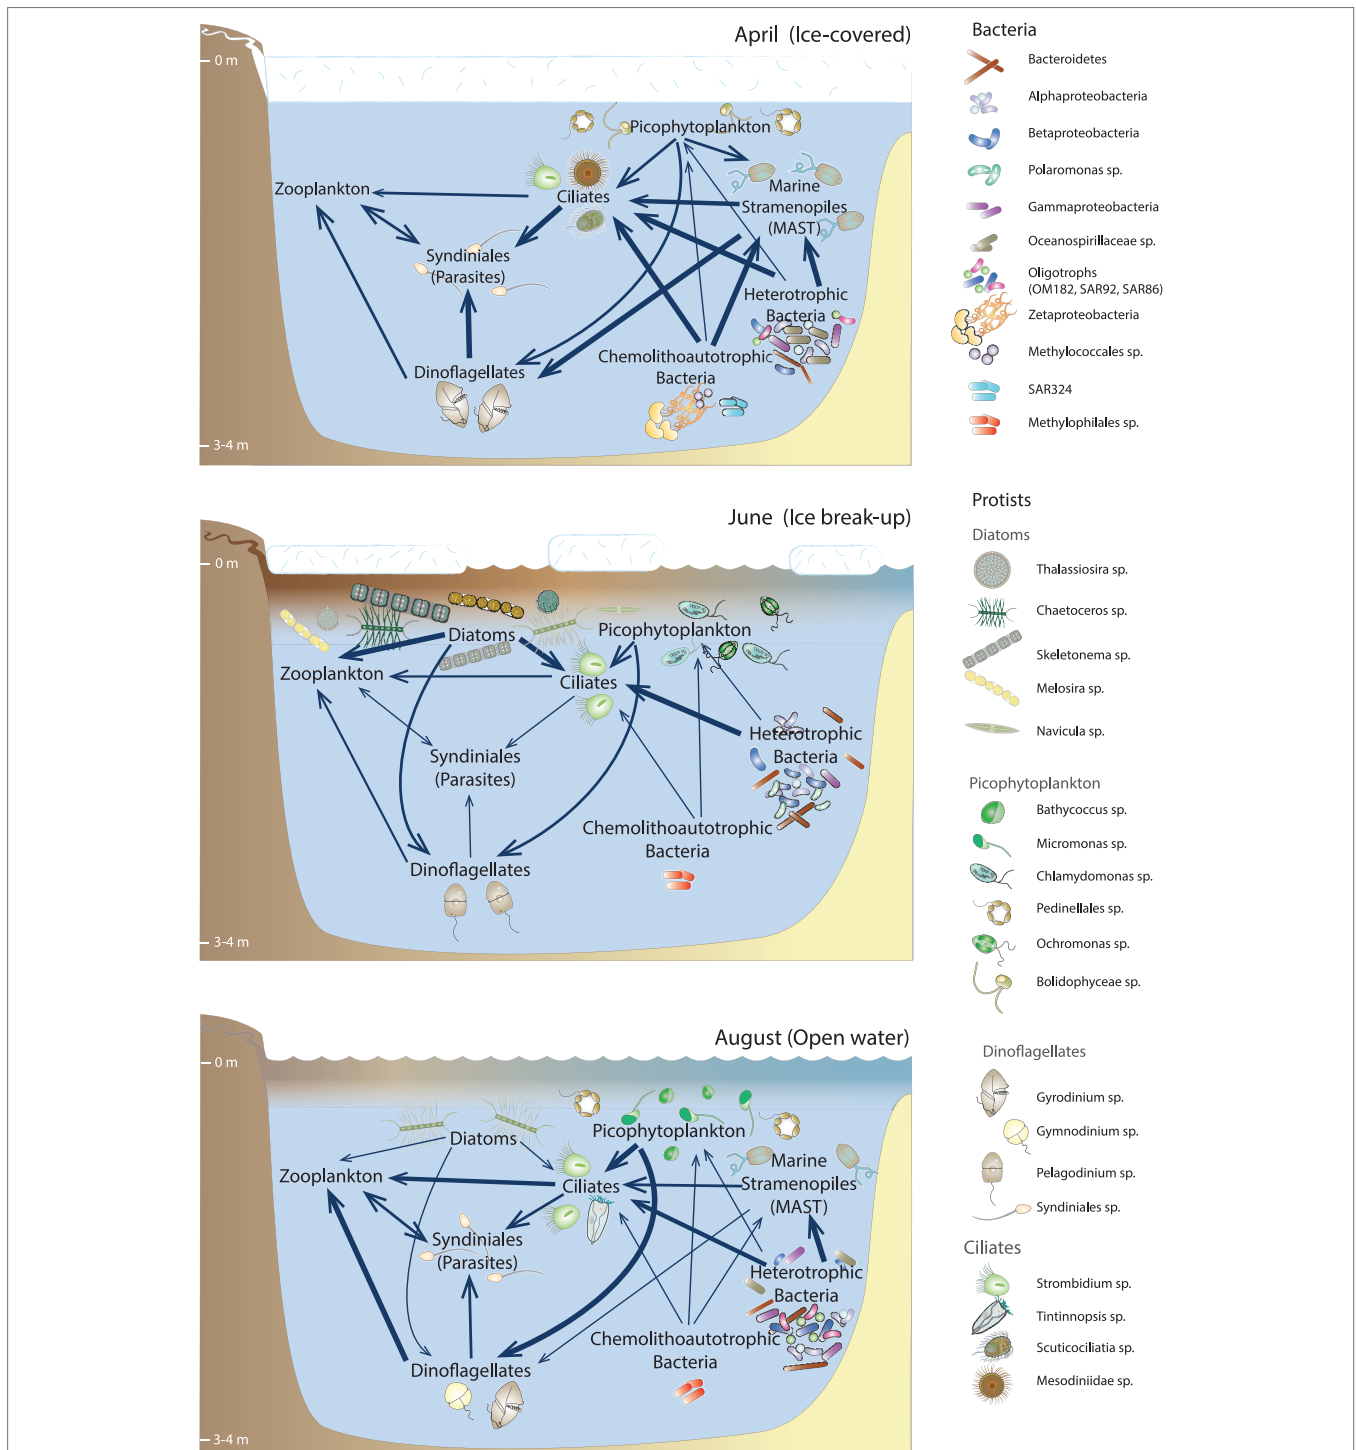 April (Ice-covered)
0 m
Picophytoplankton
Zooplankton
Ciliates
Marine
Stramenopiles
(MAST)
Syndiniales
(Parasites)
Heterotrophic
Bacteria
Chemolithoautotrophic
Bacteria
Dinoflagellates
3-4 m
June (Ice break-up)
0 m
Diatoms
Picophytoplankton
Zooplankton
Ciliates
Heterotrophic
Bacteria
Syndiniales
(Parasites)
Chemolithoautotrophic
Bacteria
Dinoflagellates
3-4 m
August (Open water)
0 m
Diatoms
Picophytoplankton
Zooplankton
Ciliates
Marine
Stramenopiles
(MAST)
Syndiniales
(Parasites)
Heterotrophic
Bacteria
Chemolithoautotrophic
Bacteria
Dinoflagellates
3-4 m
Bacteria
Bacteroidetes
Alphaproteobacteria
Betaproteobacteria
Polaromonas sp.
Gammaproteobacteria
Oceanospirillaceae sp.
Oligotrophs
(OM182, SAR92, SAR86)
Zetaproteobacteria
Methylococcales sp.
SAR324
Methylophilales sp.
Protists
Diatoms
Thalassiosira sp.
Chaetoceros sp.
Skeletonema sp.
Melosira sp.
Navicula sp.
Picophytoplankton
Bathycoccus sp.
Micromonas sp.
Chlamydomonas sp.
Pedinellales sp.
Ochromonas sp.
Bolidophyceae sp.
Dinoflagellates
Gyrodinium sp.
Gymnodinium sp.
Pelagodinium sp.
Syndiniales sp.
Ciliates
Strombidium sp.
Tintinnopsis sp.
Scuticociliatia sp.
Mesodiniidae sp.